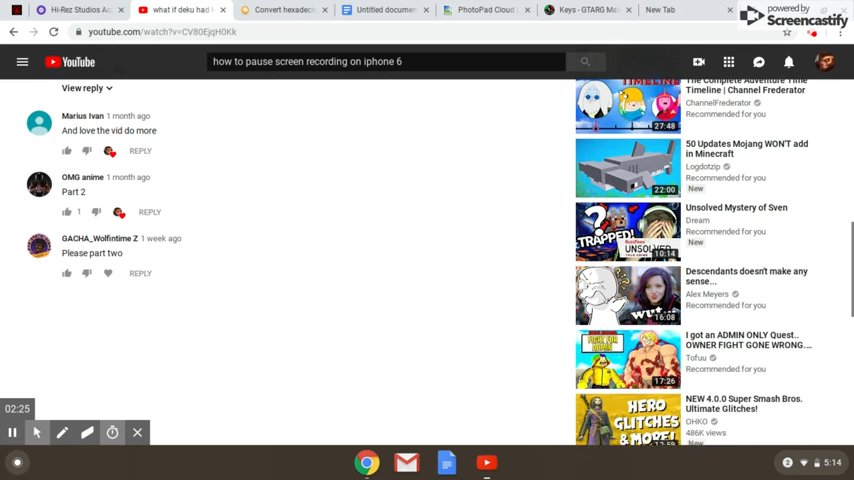 Hi-Rez Studios Ac
what if deku had
Convert hexadeci
Untitled documen
PhotoPad Cloud
Keys - GTARG Ma
New Tab
powered by
Screencastify
youtube.com/watch?v=CV80EjqH0Kk
YouTube
how to pause screen recording on iphone 6
View reply
Marius Ivan 1 month ago
And love the vid do more
REPLY
OMG anime 1 month ago
Part 2
1
REPLY
GACHA_Wolfintime Z 1 week ago
Please part two
REPLY
TIMELINE
27:48
The Complete Adventure Time
Timeline | Channel Frederator
ChannelFrederator
Recommended for you
22:00
50 Updates Mojang WON'T add
in Minecraft
Logdotzip
Recommended for you
New
TRAPPED!
BuzzFeed
UNSOLVED
10:14
Unsolved Mystery of Sven
Dream
Recommended for you
New
WUT...
16:08
Descendants doesn't make any
sense...
Alex Meyers
Recommended for you
FIGHT FOR
ADMIN!
17:26
I got an ADMIN ONLY Quest..
OWNER FIGHT GONE WRONG....
Tofuu
Recommended for you
HERO
GLITCHES
& MORE!
12:59
NEW 4.0.0 Super Smash Bros.
Ultimate Glitches!
OHKO
486K views
New
02:25
2
5:14